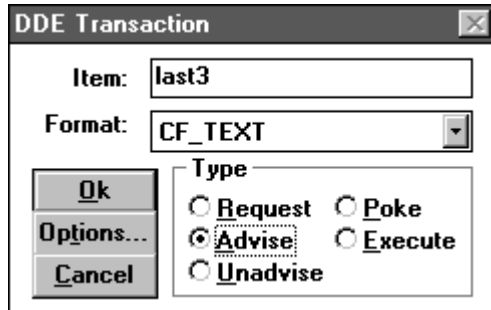 DDE Transaction
Item: last3
Format: CF_TEXT
Type
Ok
Request Poke
Options...
Advise Execute
Cancel
Unadvise